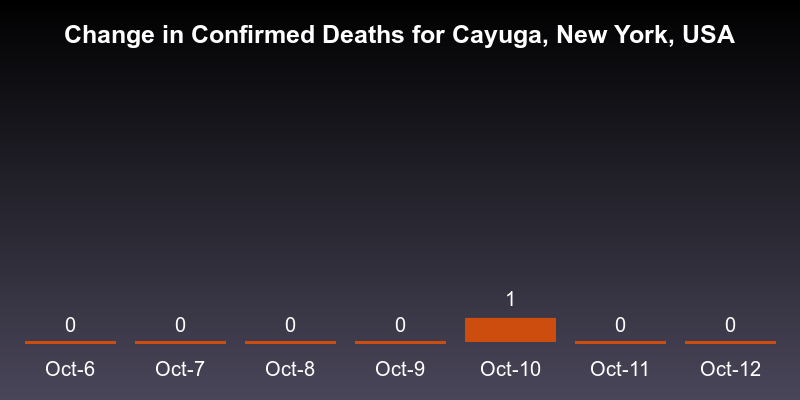 Change in Confirmed Deaths for Cayuga, New York, USA
0 0 0 0 1 0 0
Oct-6 Oct-7 Oct-8 Oct-9 Oct-10 Oct-11 Oct-12